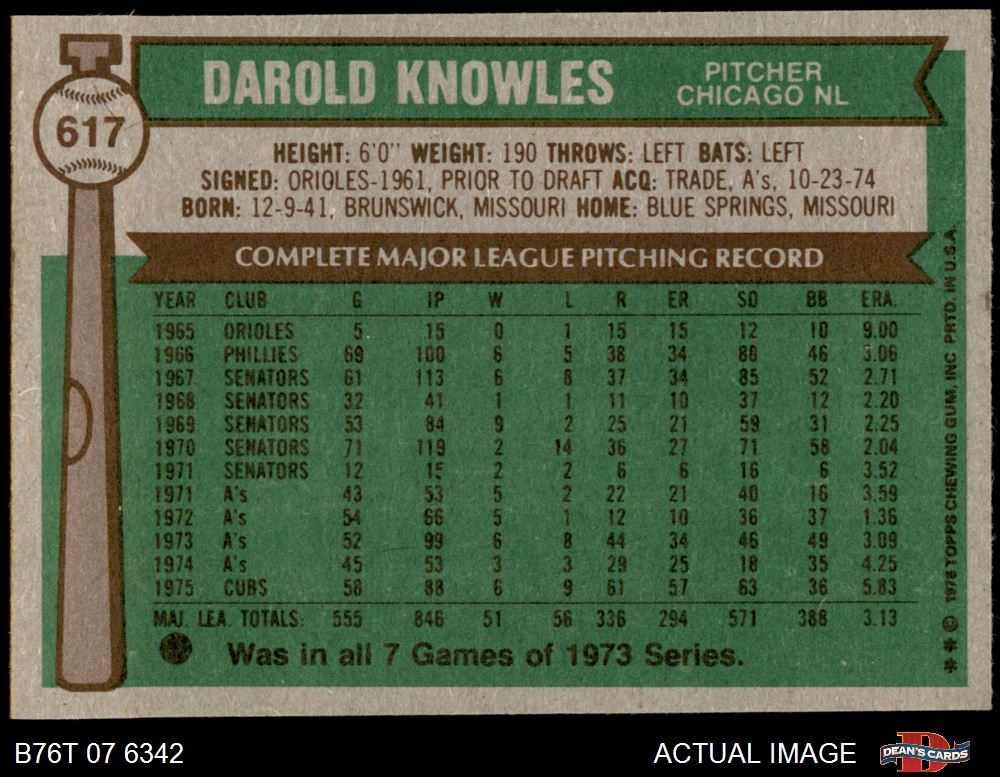 617
DAROLD KNOWLES
PITCHER
CHICAGO NL
HEIGHT: 6'0" WEIGHT: 190 THROWS: LEFT BATS: LEFT
SIGNED: ORIOLES-1961, PRIOR TO DRAFT ACQ: TRADE, A's, 10-23-74
BORN: 12-9-41, BRUNSWICK, MISSOURI HOME: BLUE SPRINGS, MISSOURI
COMPLETE MAJOR LEAGUE PITCHING RECORD
YEAR CLUB G IP W L R ER SO BB ERA.
1965 ORIOLES 5 15 0 1 15 15 12 10 9.00
1966 PHILLIES 69 100 6 5 38 34 88 46 3.06
1967 SENATORS 61 113 6 8 37 34 85 52 2.71
1968 SENATORS 32 41 1 1 11 10 37 12 2.20
1969 SENATORS 53 84 9 2 25 21 59 31 2.25
1970 SENATORS 71 119 2 14 36 27 71 58 2.04
1971 SENATORS 12 15 2 2 6 6 16 6 3.52
1971 A's 43 53 5 2 22 21 40 16 3.59
1972 A's 54 66 5 1 12 10 36 37 1.36
1973 A's 52 99 6 8 44 34 46 49 3.09
1974 A's 45 53 3 3 29 25 18 35 4.25
1975 CUBS 58 88 6 9 61 57 63 36 5.83
MAJ. LEA. TOTALS: 555 846 51 56 336 294 571 388 3.13
Was in all 7 Games of 1973 Series.
** © 1976 TOPPS CHEWING GUM, INC PRTD. IN U.S.A.
B76T 07 6342
ACTUAL IMAGE
D
DEAN'S CARDS